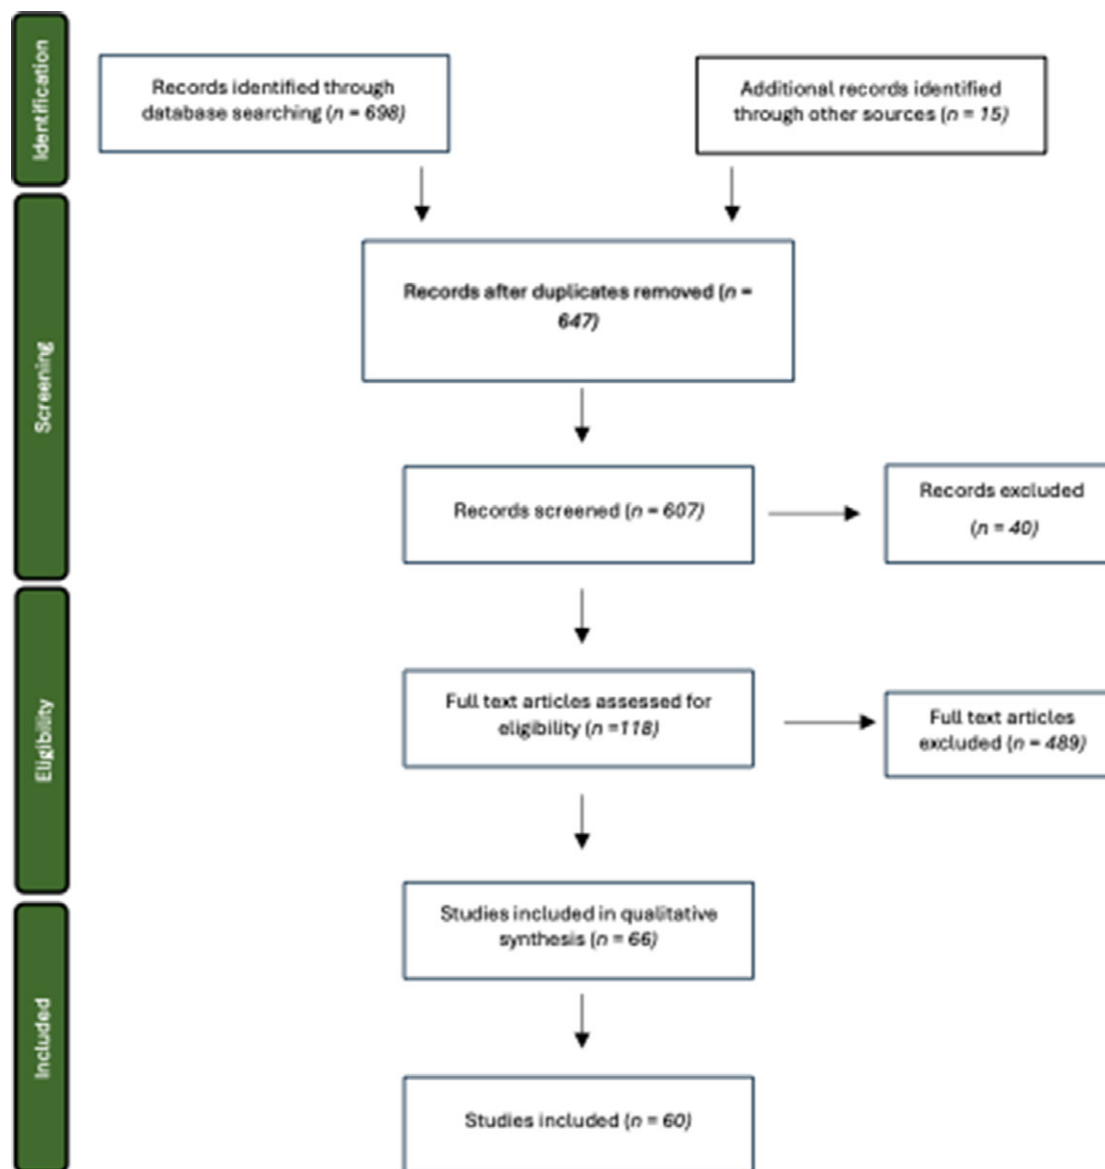 Identification
Records identified through
database searching (n = 698)
Additional records identified
through other sources (n = 15)
Screening
Records after duplicates removed (n =
647)
Records screened (n = 607)
Records excluded
(n = 40)
Eligibility
Full text articles assessed for
eligibility (n =118)
Full text articles
excluded (n = 489)
Included
Studies included in qualitative
synthesis (n = 66)
Studies included (n = 60)